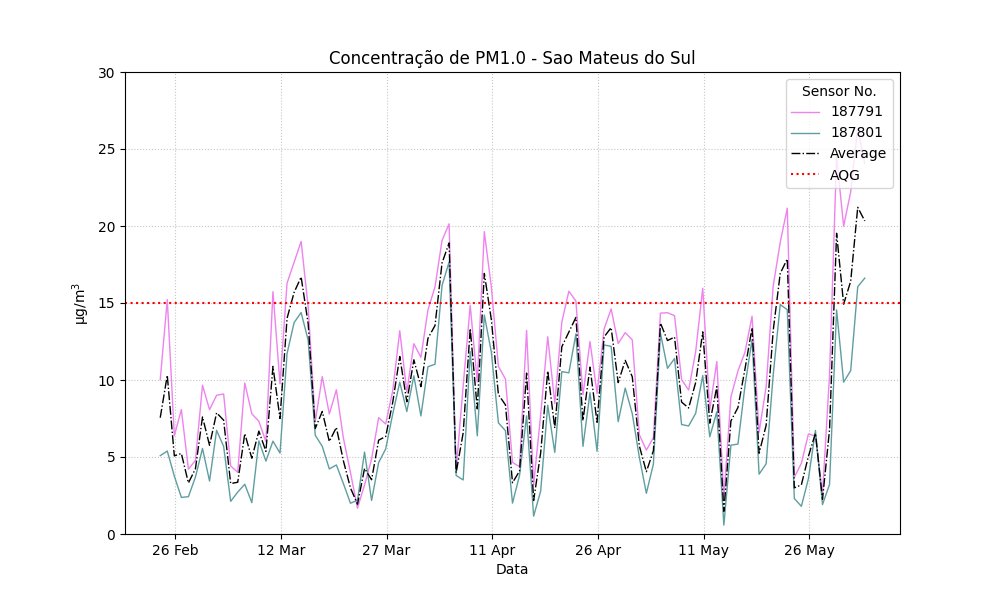 Concentração de PM1.0 - Sao Mateus do Sul
30
25
20
15
10
5
0
µg/m³
Sensor No.
187791
187801
Average
AQG
26 Feb
12 Mar
27 Mar
11 Apr
26 Apr
11 May
26 May
Data